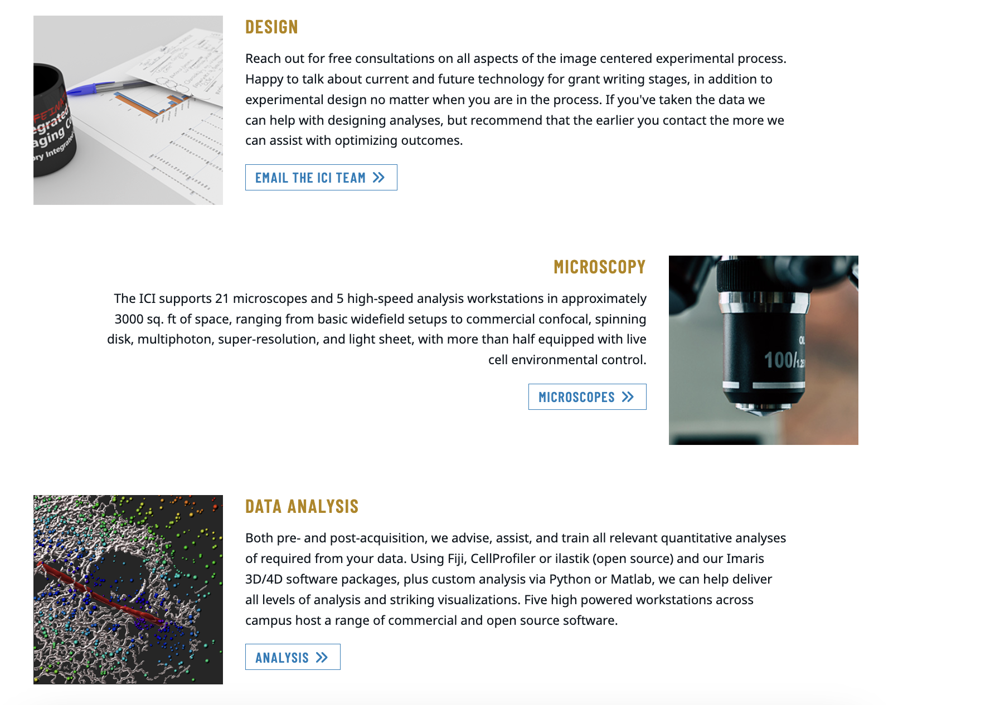 DESIGN
Reach out for free consultations on all aspects of the image centered experimental process.
Happy to talk about current and future technology for grant writing stages, in addition to
experimental design no matter when you are in the process. If you've taken the data we
can help with designing analyses, but recommend that the earlier you contact the more we
can assist with optimizing outcomes.
EMAIL THE ICI TEAM
FEINA
egrated
aging C
ory Integrat
MICROSCOPY
The ICI supports 21 microscopes and 5 high-speed analysis workstations in approximately
3000 sq. ft of space, ranging from basic widefield setups to commercial confocal, spinning
disk, multiphoton, super-resolution, and light sheet, with more than half equipped with live
cell environmental control.
MICROSCOPES
100/1.25
DATA ANALYSIS
Both pre- and post-acquisition, we advise, assist, and train all relevant quantitative analyses
of required from your data. Using Fiji, CellProfiler or ilastik (open source) and our Imaris
3D/4D software packages, plus custom analysis via Python or Matlab, we can help deliver
all levels of analysis and striking visualizations. Five high powered workstations across
campus host a range of commercial and open source software.
ANALYSIS